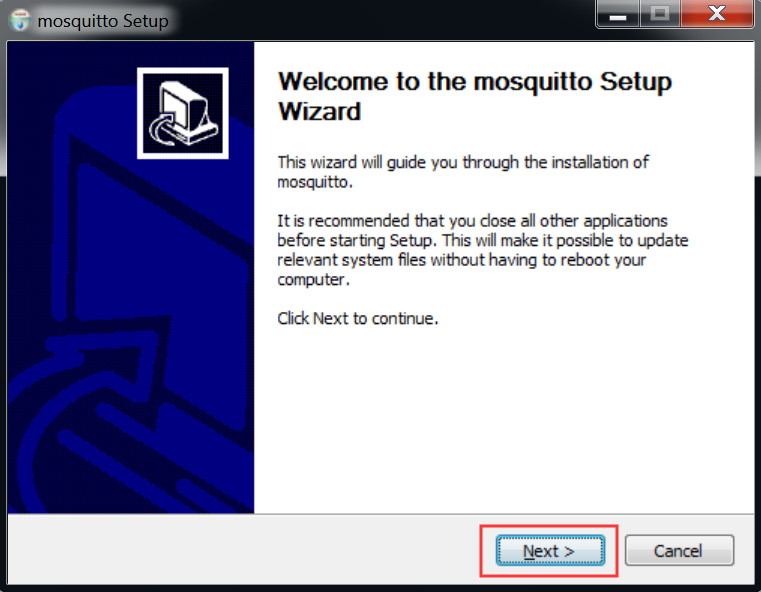 mosquitto Setup
Welcome to the mosquitto Setup
Wizard
This wizard will guide you through the installation of
mosquitto.
It is recommended that you close all other applications
before starting Setup. This will make it possible to update
relevant system files without having to reboot your
computer.
Click Next to continue.
Next >
Cancel